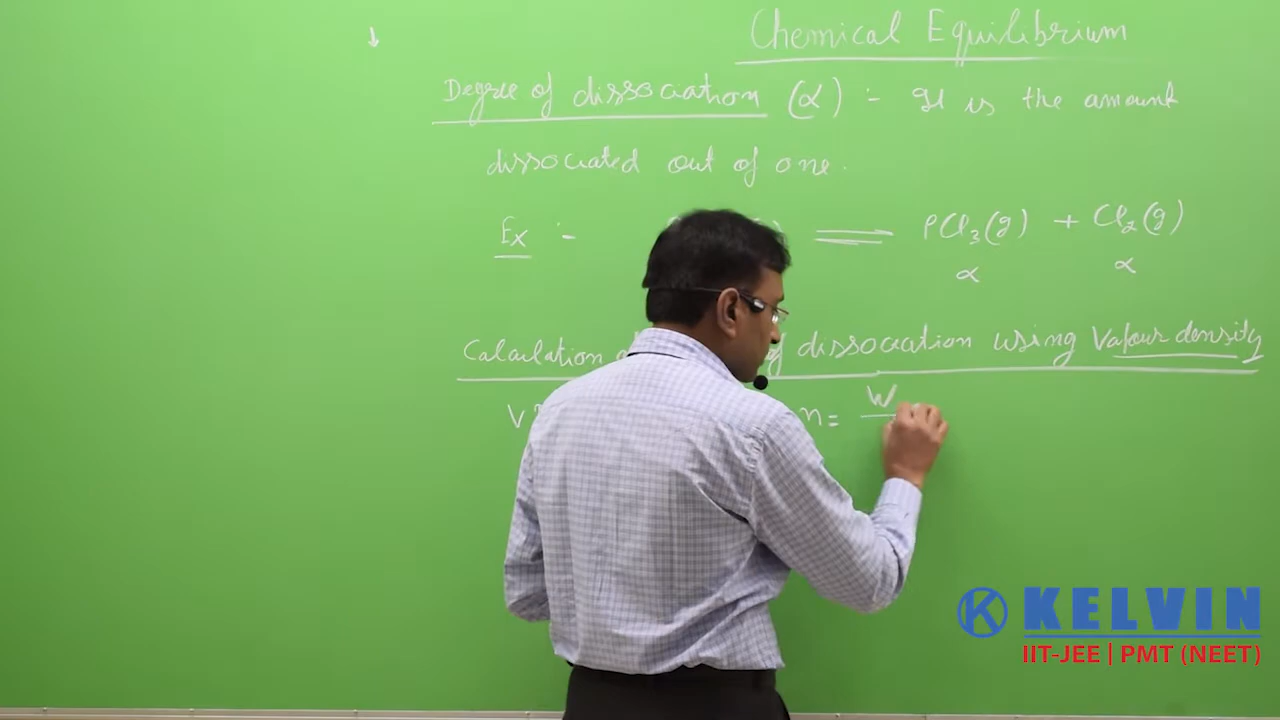 Chemical Equilibrium
Degree of dissociation (α) :- It is the amount
dissociated out of one.
Ex :- ⇌ PCl₃(g) + Cl₂(g)
α α
Calculation of dissociation using Vapour density
n = W
KELVIN
IIT-JEE | PMT (NEET)